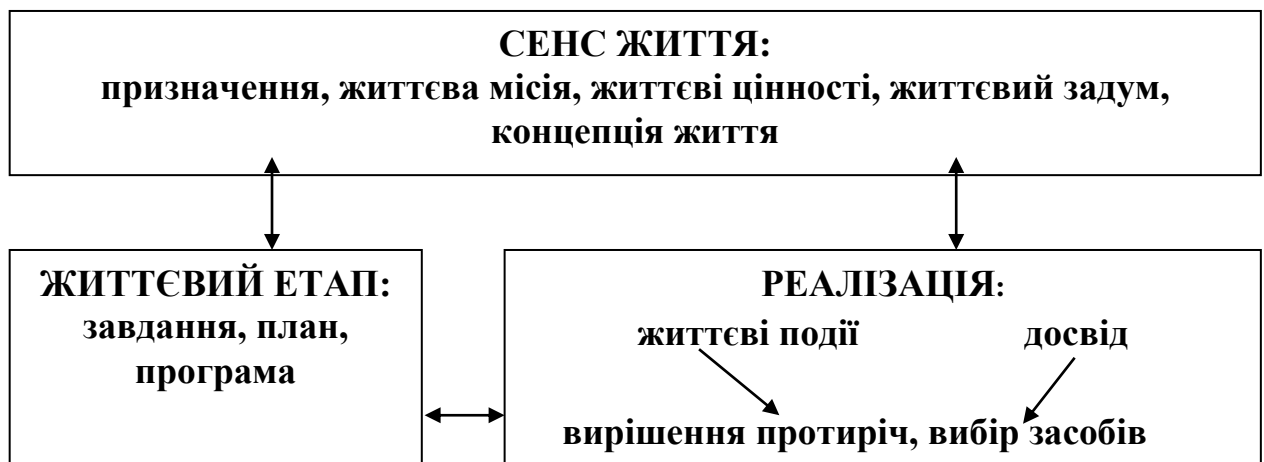 СЕНС ЖИТТЯ:
призначення, життєва місія, життєві цінності, життєвий задум,
концепція життя
ЖИТТЄВИЙ ЕТАП:
завдання, план,
програма
РЕАЛІЗАЦІЯ:
життєві події досвід
вирішення протиріч, вибір засобів